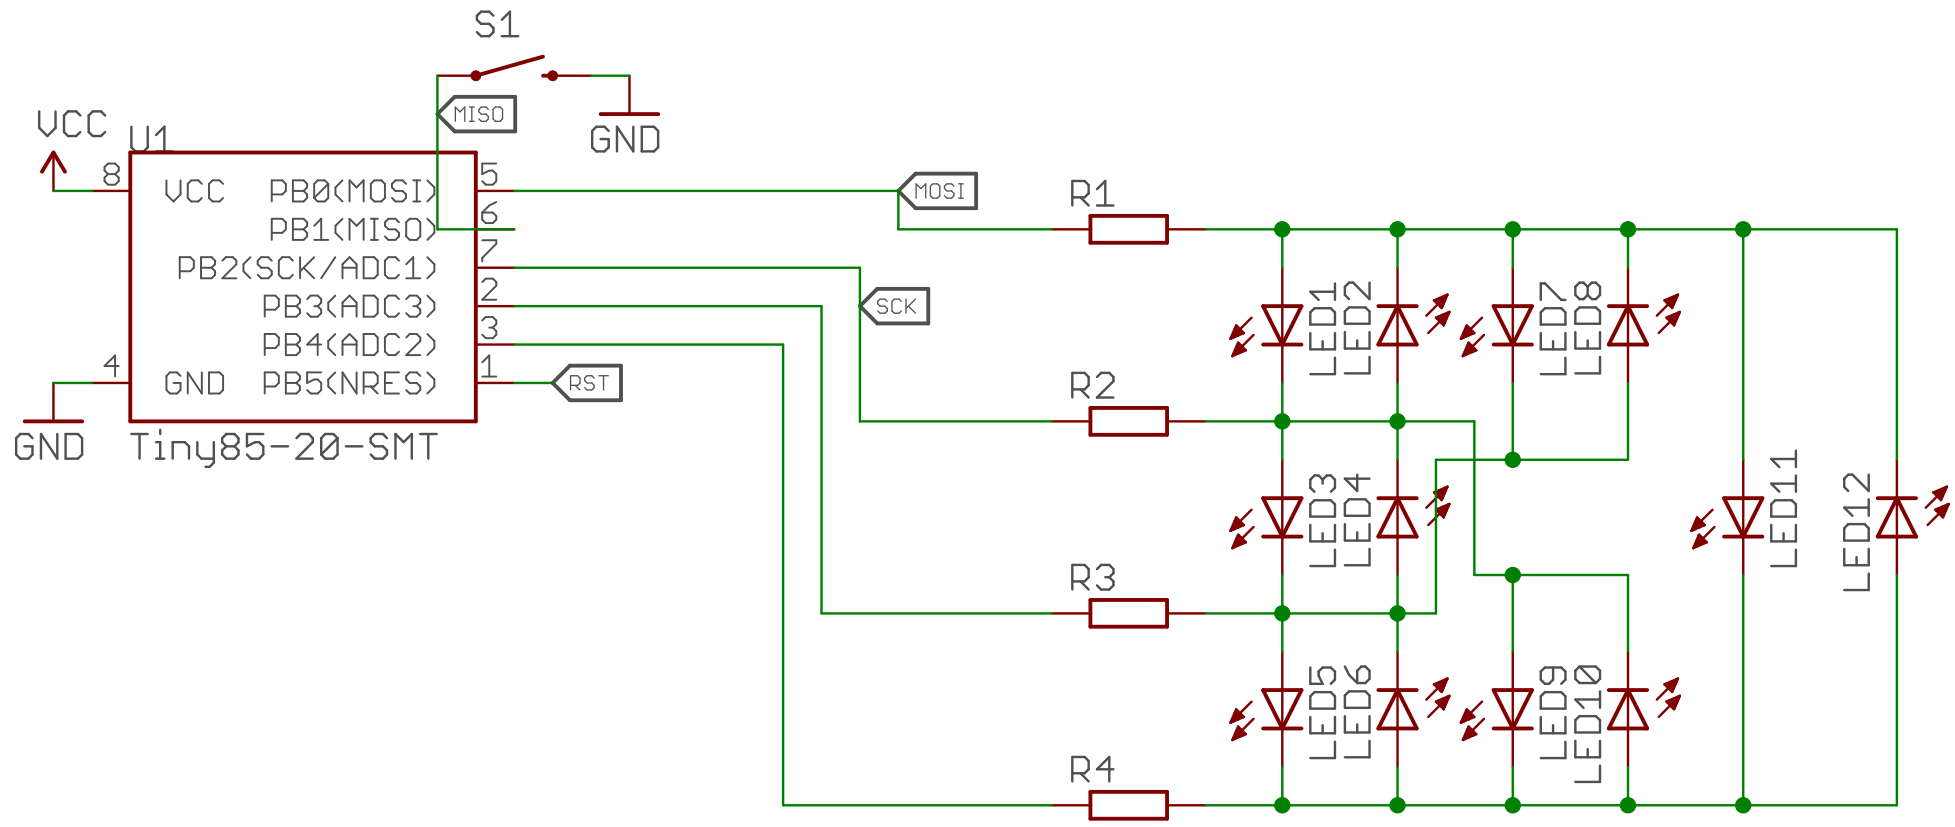 S1
MISO
GND
VCC
U1
8
VCC
PB0(MOSI)
5
MOSI
PB1(MISO)
6
PB2(SCK/ADC1)
7
PB3(ADC3)
2
SCK
PB4(ADC2)
3
4
GND
PB5(NRES)
1
RST
GND
Tiny85-20-SMT
R1
LED1
LED2
LED7
LED8
R2
LED3
LED4
LED11
LED12
R3
LED5
LED6
LED9
LED10
R4